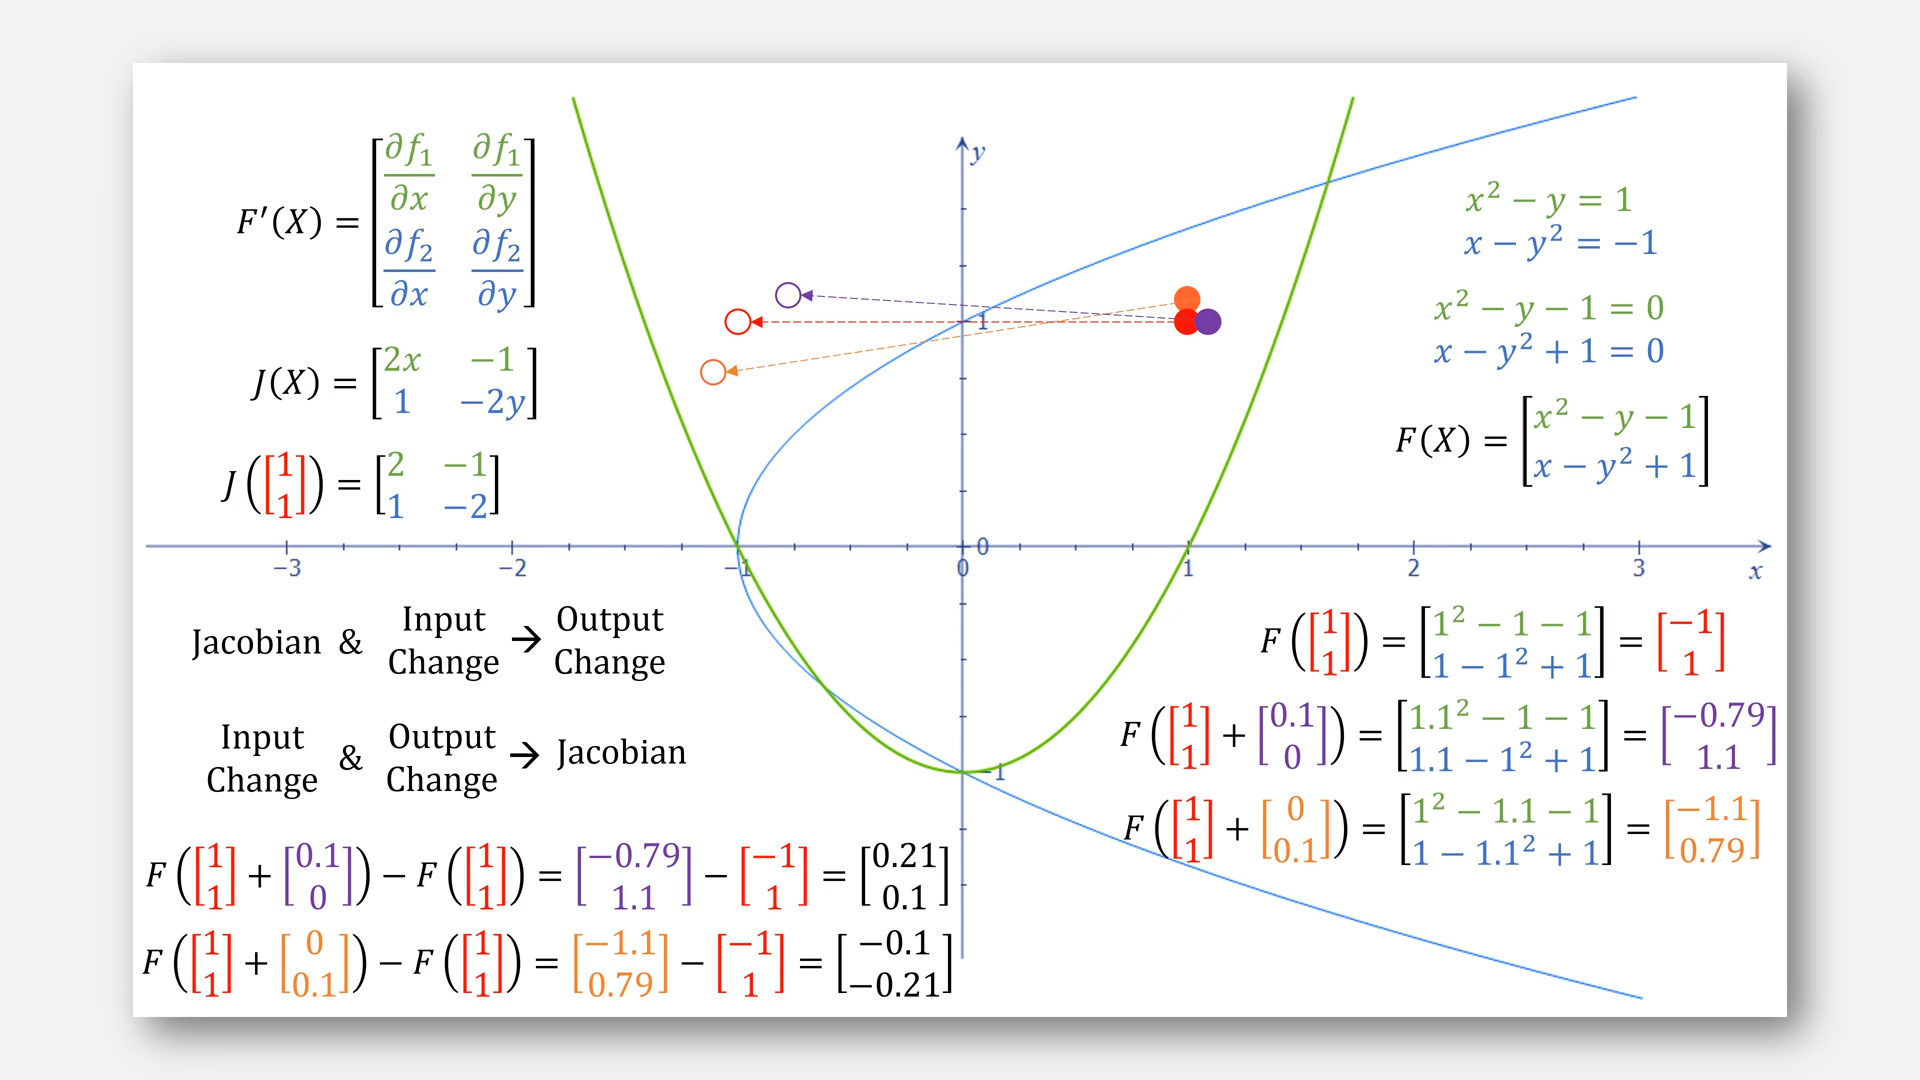 F′(X) = [∂f₁/∂x ∂f₁/∂y; ∂f₂/∂x ∂f₂/∂y]
J(X) = [2x −1; 1 −2y]
J([1; 1]) = [2 −1; 1 −2]
y
1
0
−1
−3 −2 −1 0 1 2 3
x
x² − y = 1
x − y² = −1
x² − y − 1 = 0
x − y² + 1 = 0
F(X) = [x² − y − 1; x − y² + 1]
Jacobian & Input Change → Output Change
Input Change & Output Change → Jacobian
F([1; 1]) = [1² − 1 − 1; 1 − 1² + 1] = [−1; 1]
F([1; 1] + [0.1; 0]) = [1.1² − 1 − 1; 1.1 − 1² + 1] = [−0.79; 1.1]
F([1; 1] + [0; 0.1]) = [1² − 1.1 − 1; 1 − 1.1² + 1] = [−1.1; 0.79]
F([1; 1] + [0.1; 0]) − F([1; 1]) = [−0.79; 1.1] − [−1; 1] = [0.21; 0.1]
F([1; 1] + [0; 0.1]) − F([1; 1]) = [−1.1; 0.79] − [−1; 1] = [−0.1; −0.21]